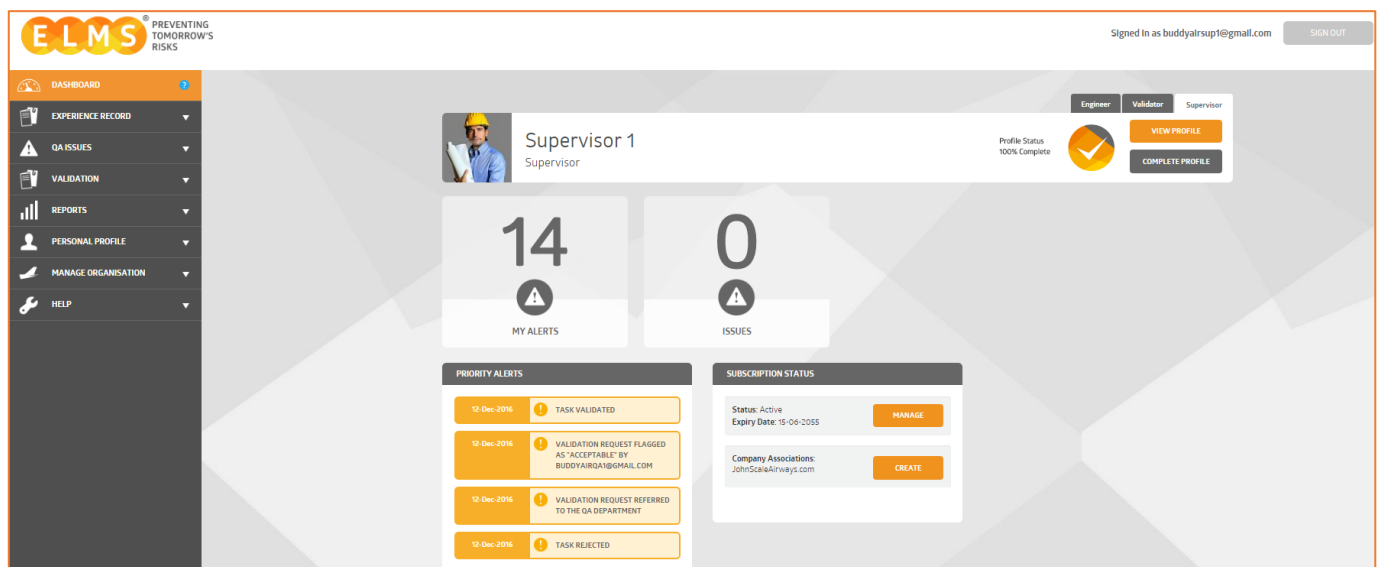 ELMS®
PREVENTING
TOMORROW'S
RISKS
Signed In as buddyairsup1@gmail.com
SIGN OUT
DASHBOARD ?
EXPERIENCE RECORD
QA ISSUES
VALIDATION
REPORTS
PERSONAL PROFILE
MANAGE ORGANISATION
HELP
Engineer Validator Supervisor
Supervisor 1
Supervisor
Profile Status
100% Complete
VIEW PROFILE
COMPLETE PROFILE
14
MY ALERTS
0
ISSUES
PRIORITY ALERTS
12-Dec-2016 ! TASK VALIDATED
12-Dec-2016 ! VALIDATION REQUEST FLAGGED
AS "ACCEPTABLE" BY
BUDDYAIRQA1@GMAIL.COM
12-Dec-2016 ! VALIDATION REQUEST REFERRED
TO THE QA DEPARTMENT
12-Dec-2016 ! TASK REJECTED
SUBSCRIPTION STATUS
Status: Active
Expiry Date: 15-06-2055
MANAGE
Company Associations:
JohnScaleAirways.com
CREATE